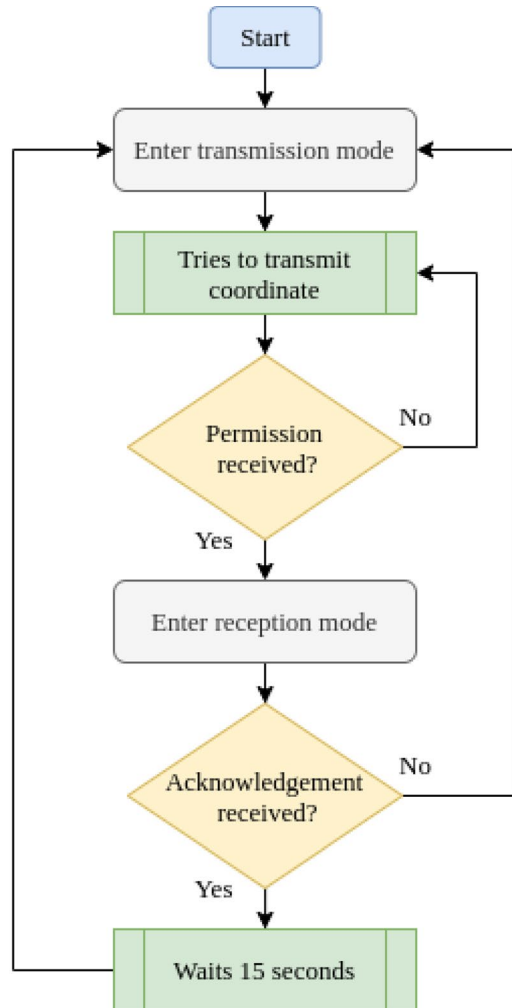 Start
Enter transmission mode
Tries to transmit
coordinate
Permission
received?
No
Yes
Enter reception mode
Acknowledgement
received?
No
Yes
Waits 15 seconds